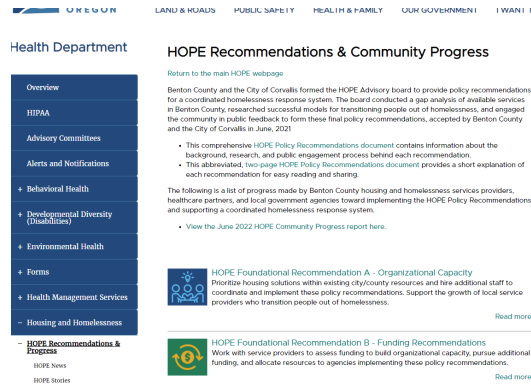 OREGON
LAND & ROADS PUBLIC SAFETY HEALTH & FAMILY OUR GOVERNMENT I WANT
Health Department
Overview
HIPAA
Advisory Committees
Alerts and Notifications
+ Behavioral Health
+ Developmental Diversity
(Disabilities)
+ Environmental Health
+ Forms
+ Health Management Services
– Housing and Homelessness
– HOPE Recommendations &
Progress
HOPE News
HOPE Stories
HOPE Recommendations & Community Progress
Return to the main HOPE webpage
Benton County and the City of Corvallis formed the HOPE Advisory board to provide policy recommendations
for a coordinated homelessness response system. The board conducted a gap analysis of available services
in Benton County, researched successful models for transitioning people out of homelessness, and engaged
the community in public feedback to form these final policy recommendations, accepted by Benton County
and the City of Corvallis in June, 2021
• This comprehensive HOPE Policy Recommendations document contains information about the
background, research, and public engagement process behind each recommendation.
• This abbreviated, two-page HOPE Policy Recommendations document provides a short explanation of
each recommendation for easy reading and sharing.
The following is a list of progress made by Benton County housing and homelessness services providers,
healthcare partners, and local government agencies toward implementing the HOPE Policy Recommendations
and supporting a coordinated homelessness response system.
• View the June 2022 HOPE Community Progress report here.
HOPE Foundational Recommendation A - Organizational Capacity
Prioritize housing solutions within existing city/county resources and hire additional staff to
coordinate and implement these policy recommendations. Support the growth of local service
providers who transition people out of homelessness.
Read more
HOPE Foundational Recommendation B - Funding Recommendations
Work with service providers to assess funding to build organizational capacity, pursue additional
funding, and allocate resources to agencies implementing these policy recommendations.
Read more